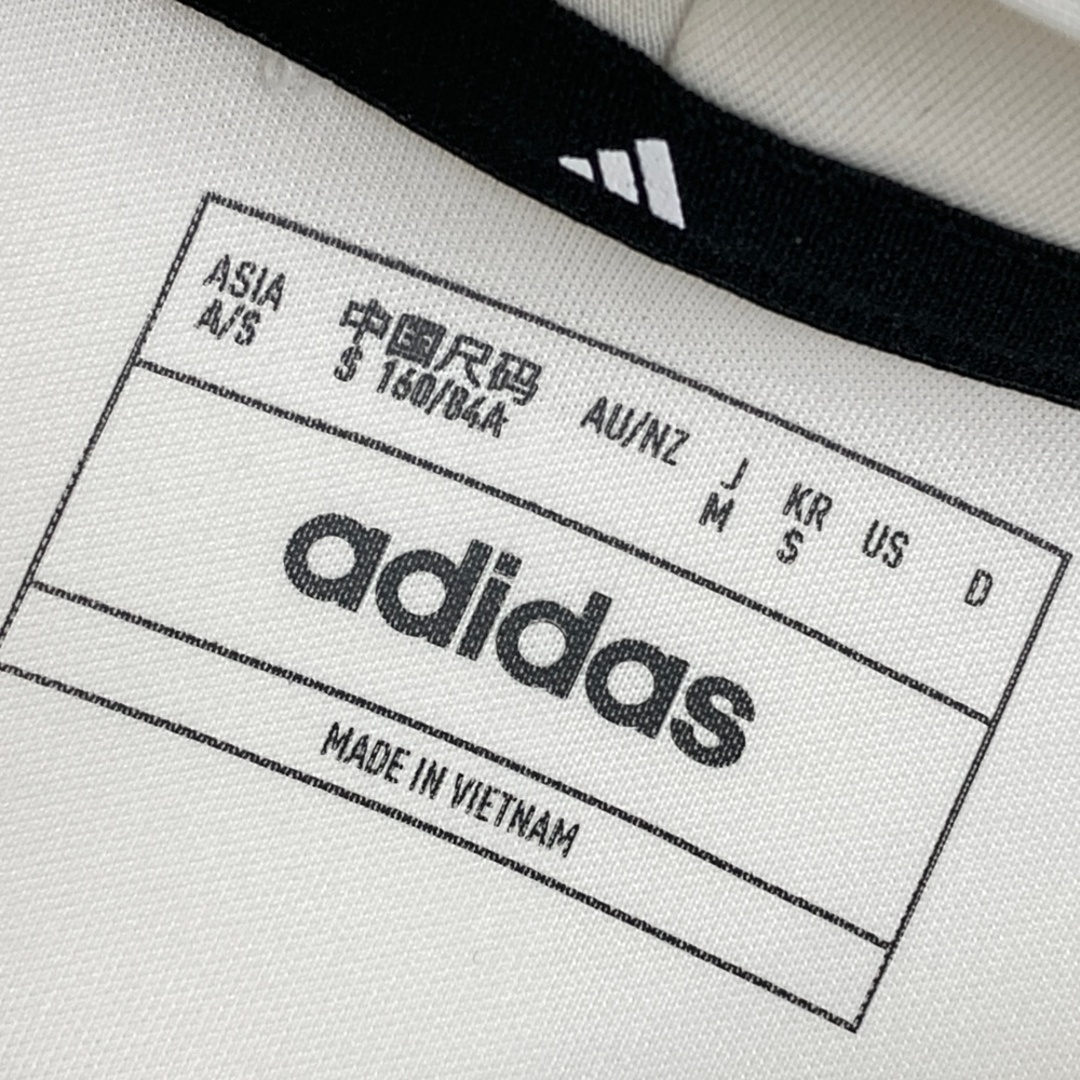 ASIA 中国尺码 AU/NZ J KR US D
A/S S 160/84A M S
adidas
MADE IN VIETNAM